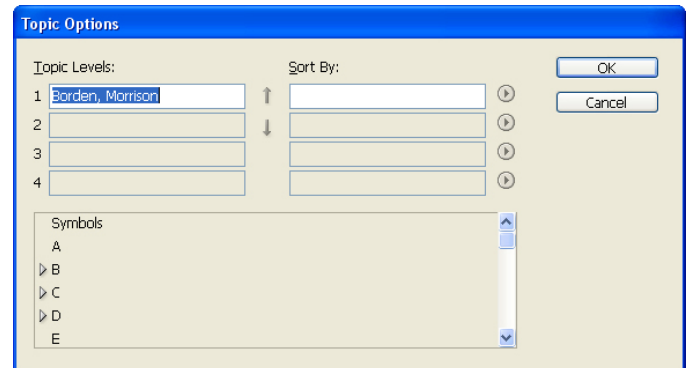 Topic Options
Topic Levels: Sort By:
OK
1 Borden, Morrison
Cancel
2
3
4
Symbols
A
B
C
D
E